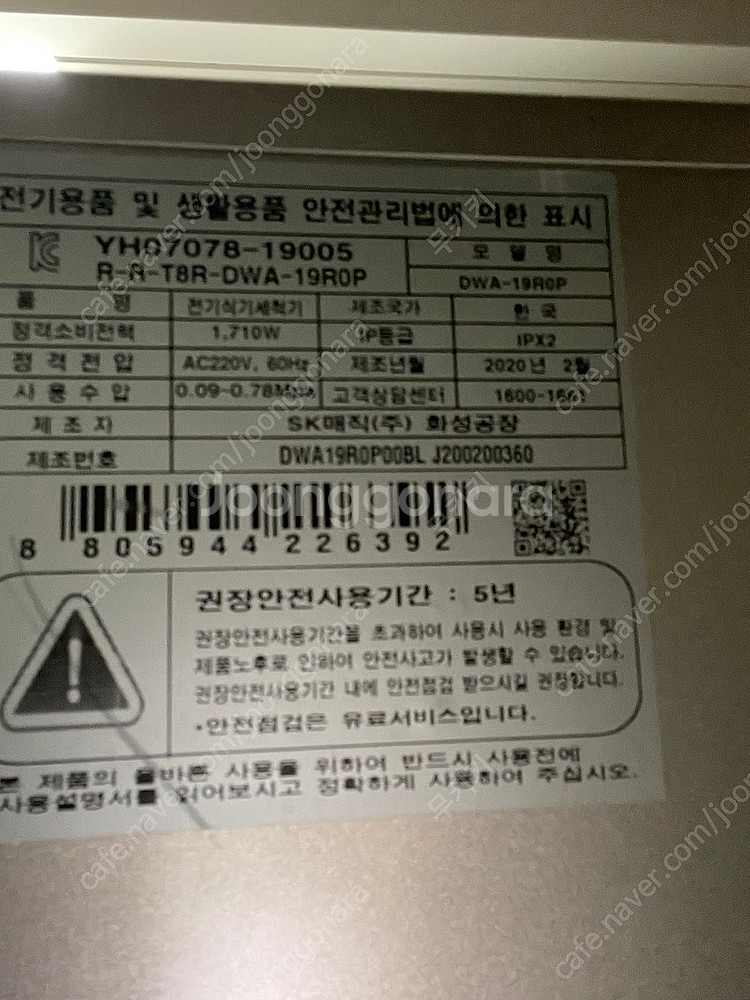 전기용품 및 생활용품 안전관리법에 의한 표시
YH07078-19005
R-R-T8R-DWA-19R0P
모델명
DWA-19R0P
품 명 전기식기세척기 제조국가 한 국
정격소비전력 1,710W IP등급 IPX2
정격전압 AC220V, 60Hz 제조년월 2020년 2월
사용수압 0.09-0.78Mpa 고객상담센터 1600-1661
제조자 SK매직(주) 화성공장
제조번호 DWA19R0P00BL J200200360
8 805944 226392
권장안전사용기간 : 5년
권장안전사용기간을 초과하여 사용시 사용 환경 및
제품노후로 인하여 안전사고가 발생할 수 있습니다.
권장안전사용기간 내에 안전점검 받으시길 권장합니다.
•안전점검은 유료서비스입니다.
본 제품의 올바른 사용을 위하여 반드시 사용전에
사용설명서를 읽어보시고 정확하게 사용하여 주십시오.
Joonggonara
cafe.naver.com/joonggonara